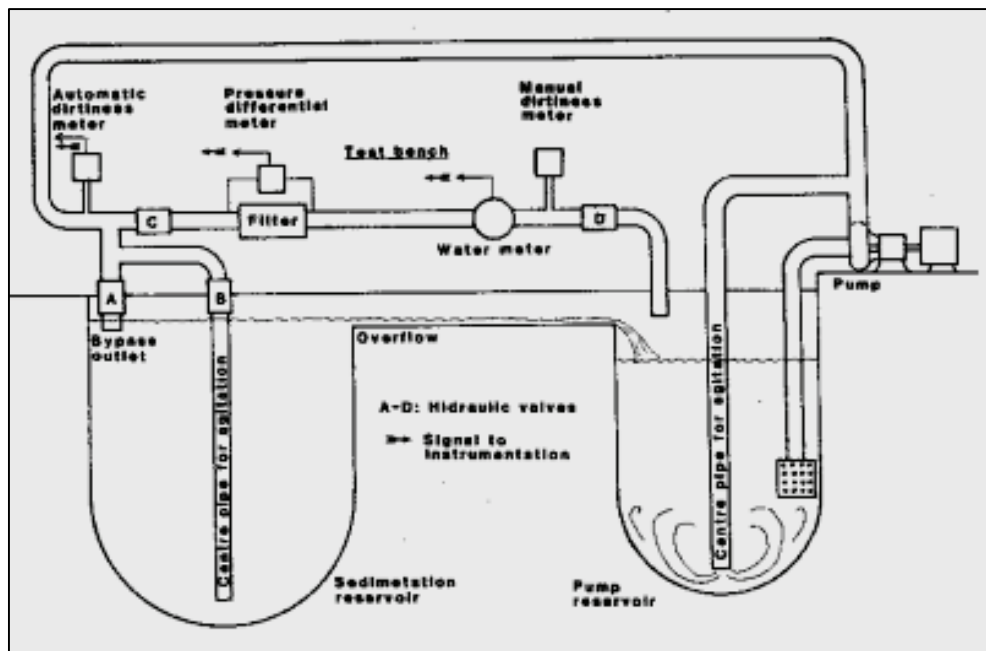 Automatic
dirtiness
meter
Pressure
differential
meter
Manual
dirtiness
meter
Test bench
C
Filter
Water meter
D
A
B
Pump
Bypass
outlet
Overflow
A-D: Hidraulic valves
Signal to
instrumentation
Centre pipe for agitation
Centre pipe for agitation
Sedimetation
reservoir
Pump
reservoir